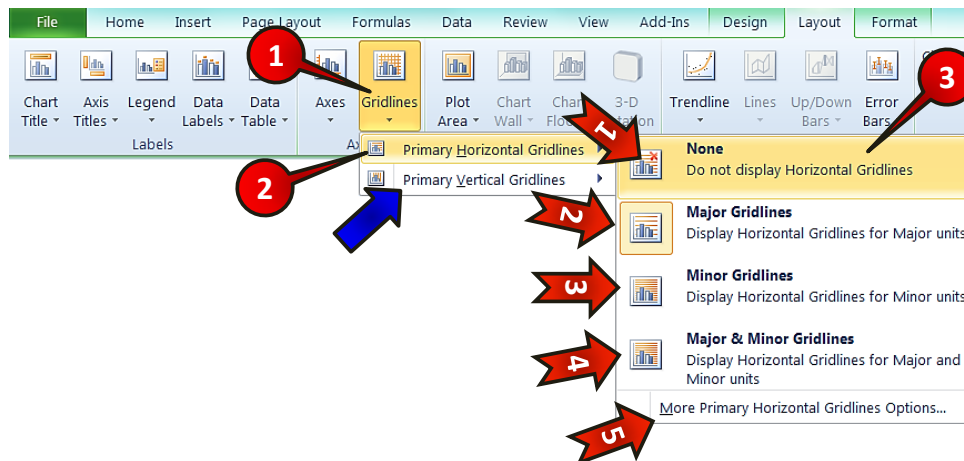 File Home Insert Page Layout Formulas Data Review View Add-Ins Design Layout Format
1
3
Chart Axis Legend Data Data Axes Gridlines Plot Chart 3-D Trendline Lines Up/Down Error
Title Titles Labels Table Area Wall Bars Bars
Labels
2
Primary Horizontal Gridlines
Primary Vertical Gridlines
1
None
Do not display Horizontal Gridlines
2
Major Gridlines
Display Horizontal Gridlines for Major units
3
Minor Gridlines
Display Horizontal Gridlines for Minor units
4
Major & Minor Gridlines
Display Horizontal Gridlines for Major and
Minor units
More Primary Horizontal Gridlines Options...
5